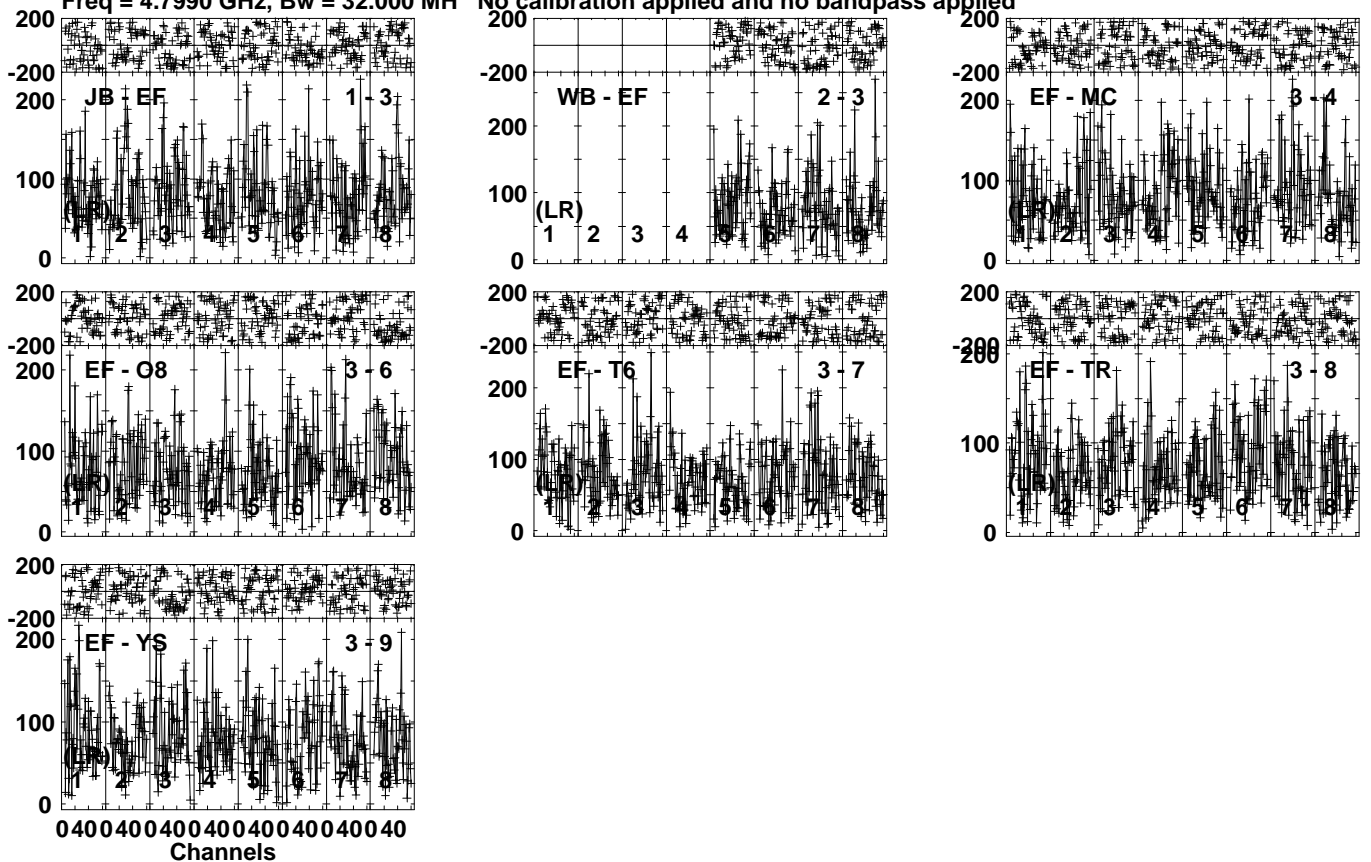 Freq = 4.7990 GHz, Bw = 32.000 MH No calibration applied and no bandpass applied
200
-200
200
100
0
JB - EF 1 - 3
(LR)
1 2 3 4 5 6 7 8
200
-200
200
100
0
WB - EF 2 - 3
(LR)
1 2 3 4 5 6 7 8
200
-200
200
100
0
EF - MC 3 - 4
(LR)
1 2 3 4 5 6 7 8
200
-200
200
100
0
EF - O8 3 - 6
(LR)
1 2 3 4 5 6 7 8
200
-200
200
100
0
EF - T6 3 - 7
(LR)
1 2 3 4 5 6 7 8
200
-200
200
100
0
EF - TR 3 - 8
(LR)
1 2 3 4 5 6 7 8
200
-200
200
100
0
EF - YS 3 - 9
(LR)
1 2 3 4 5 6 7 8
0 40 0 40 0 40 0 40 0 40 0 40 0 40 0 40
Channels